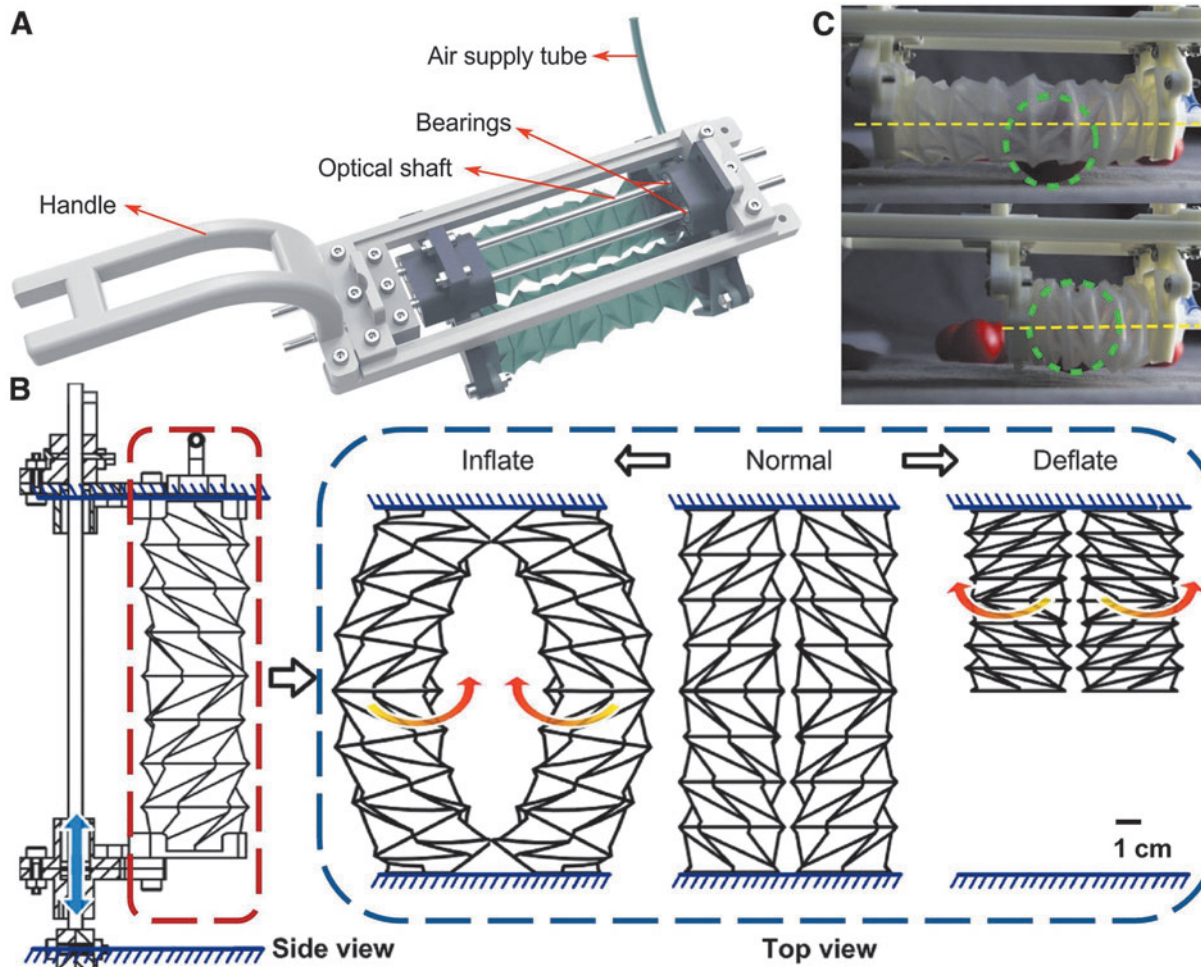 A
Air supply tube
Bearings
Optical shaft
Handle
C
B
Inflate
Normal
Deflate
1 cm
Side view
Top view